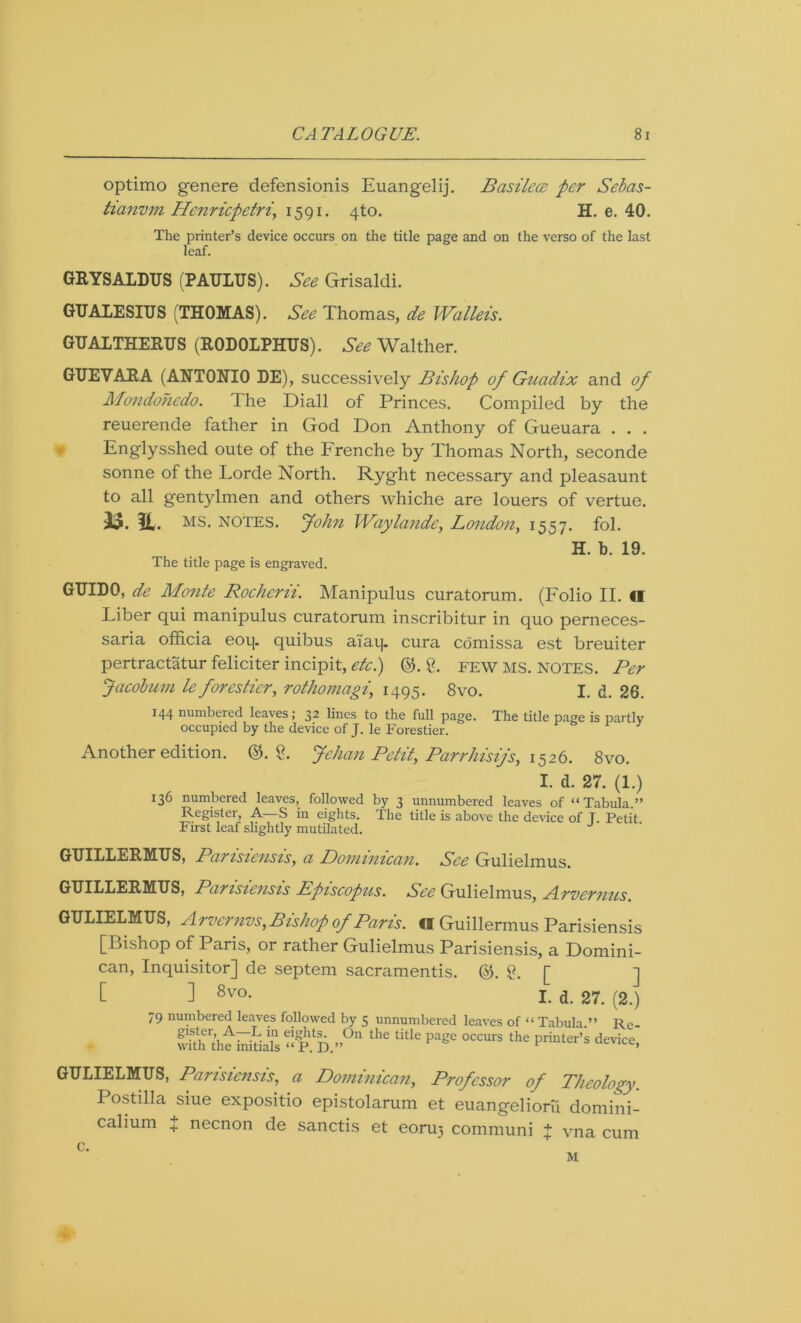 CATALOGUE. 81
optimo genere defensionis Euangelij. Basileæ per Sebas-
tianvm Henricpetri, 1591. 4to. H. e. 40.
The printer's device occurs on the title page and on the verso of the last
leaf.
GRYSALDUS (PAULUS). See Grisaldi.
GUALESIUS (THOMAS). See Thomas, de Walleis.
GUALTHERUS (RODOLPHUS). See Walther.
GUEVARA (ANTONIO DE), successively Bishop of Guadix and of
Mondoñedo. The Diall of Princes. Compiled by the
reuerende father in God Don Anthony of Gueuara . . .
Englysshed oute of the Frenche by Thomas North, seconde
sonne of the Lorde North. Ryght necessary and pleasaunt
to all gentylmen and others whiche are louers of vertue.
B. L. MS. NOTES. John Waylande, London, 1557. fol.
H. b. 19.
The title page is engraved.
GUIDO, de Monte Rocherii. Manipulus curatorum. (Folio II. ¶
Liber qui manipulus curatorum inscribitur in quo perneces-
saria officia eoꝝ quibus aīaꝝ cura cōmissa est breuiter
pertractātur feliciter incipit, etc.) G. L. FEW MS. NOTES. Per
Jacobum le forestier, rothomagi, 1495. 8vo. I. d. 26.
144 numbered leaves; 32 lines to the full page. The title page is partly
occupied by the device of J. le Forestier.
Another edition. G. L. Jehan Petit, Parrhisijs, 1526. 8vo.
I. d. 27. (1.)
136 numbered leaves, followed by 3 unnumbered leaves of "Tabula."
Register, A—S in eights. The title is above the device of J. Petit.
First leaf slightly mutilated.
GUILLERMUS, Parisiensis, a Dominican. See Gulielmus.
GUILLERMUS, Parisiensis Episcopus. See Gulielmus, Arvernus.
GULIELMUS, Arvernvs, Bishop of Paris. ¶ Guillermus Parisiensis
[Bishop of Paris, or rather Gulielmus Parisiensis, a Domini-
can, Inquisitor] de septem sacramentis. G. L. [ ]
[ ] 8vo. I. d. 27. (2.)
79 numbered leaves followed by 5 unnumbered leaves of "Tabula." Re-
gister, A—L in eights. On the title page occurs the printer's device,
with the initials "P. D."
GULIELMUS, Parisiensis, a Dominican, Professor of Theology.
Postilla siue expositio epistolarum et euangeliorū domini-
calium ⁊ necnon de sanctis et eoruȝ communi ⁊ vna cum
C. M